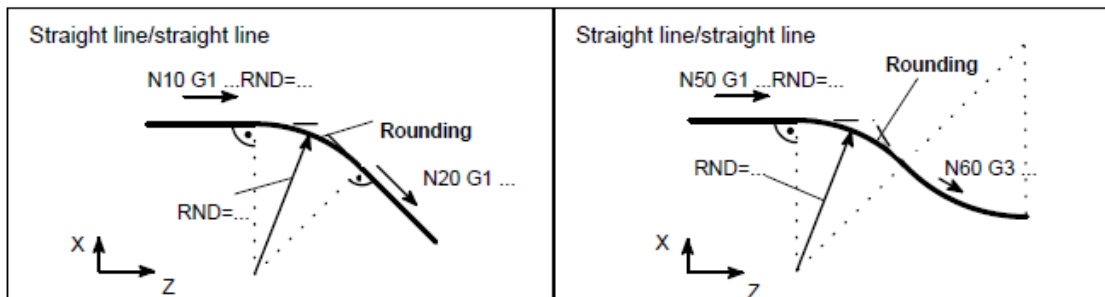 Straight line/straight line
N10 G1 ...RND=...
Rounding
N20 G1 ...
RND=...
X
Z
Straight line/straight line
N50 G1 ...RND=...
Rounding
RND=...
N60 G3 ...
X
Z